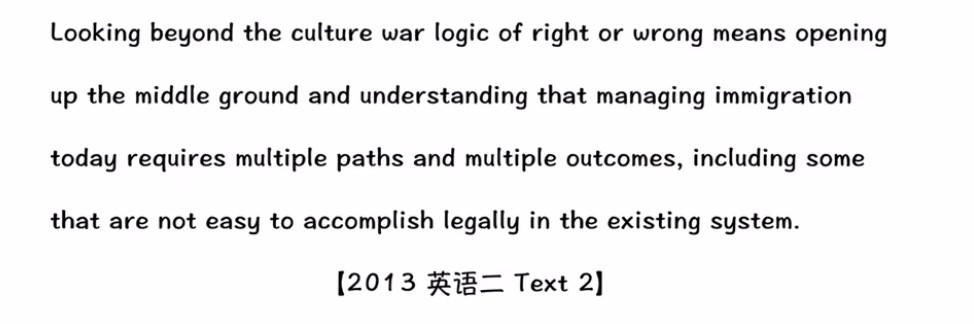 Looking beyond the culture war logic of right or wrong means opening
up the middle ground and understanding that managing immigration
today requires multiple paths and multiple outcomes, including some
that are not easy to accomplish legally in the existing system.
【2013 英语二 Text 2】